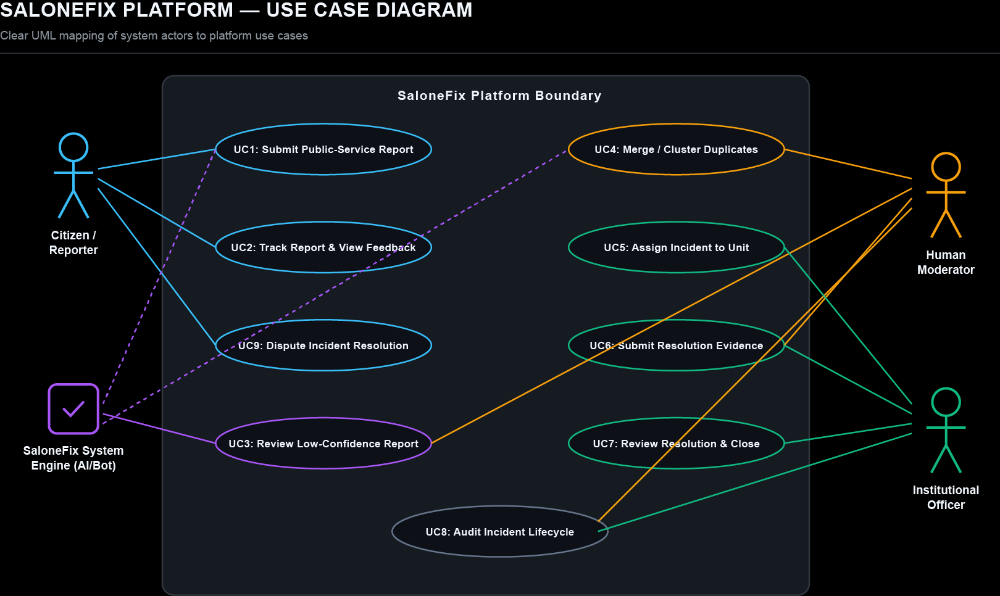 SALONEFIX PLATFORM — USE CASE DIAGRAM
Clear UML mapping of system actors to platform use cases
SaloneFix Platform Boundary
UC1: Submit Public-Service Report
UC4: Merge / Cluster Duplicates
Citizen /
Reporter
UC2: Track Report & View Feedback
UC5: Assign Incident to Unit
Human
Moderator
UC9: Dispute Incident Resolution
UC6: Submit Resolution Evidence
SaloneFix System
Engine (AI/Bot)
UC3: Review Low-Confidence Report
UC7: Review Resolution & Close
Institutional
Officer
UC8: Audit Incident Lifecycle